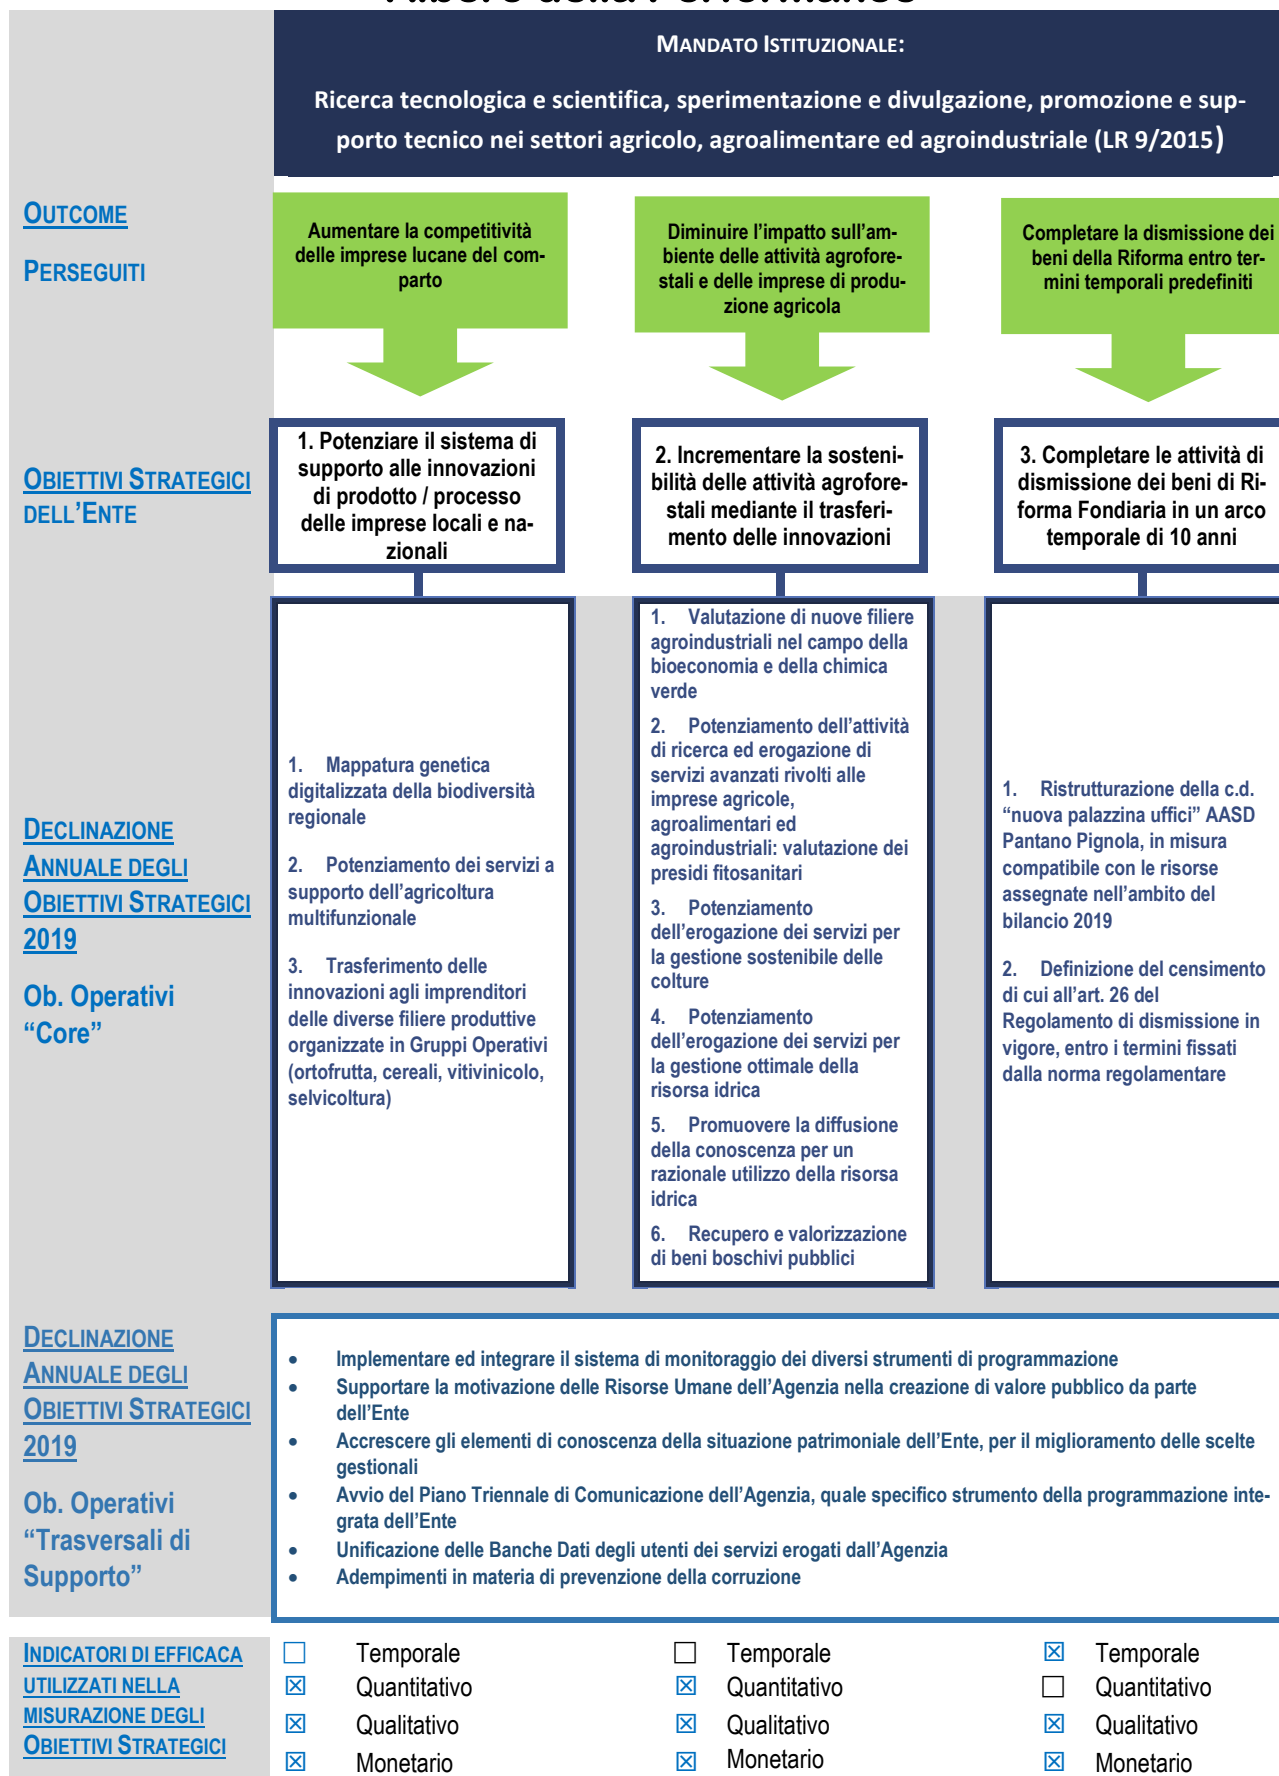 Albero della Performance
MANDATO ISTITUZIONALE:
Ricerca tecnologica e scientifica, sperimentazione e divulgazione, promozione e sup-
porto tecnico nei settori agricolo, agroalimentare ed agroindustriale (LR 9/2015)
OUTCOME
PERSEGUITI
Aumentare la competitività
delle imprese lucane del com-
parto
Diminuire l’impatto sull’am-
biente delle attività agrofore-
stali e delle imprese di produ-
zione agricola
Completare la dismissione dei
beni della Riforma entro ter-
mini temporali predefiniti
OBIETTIVI STRATEGICI
DELL’ENTE
1. Potenziare il sistema di
supporto alle innovazioni
di prodotto / processo
delle imprese locali e na-
zionali
2. Incrementare la sosteni-
bilità delle attività agrofore-
stali mediante il trasferi-
mento delle innovazioni
3. Completare le attività di
dismissione dei beni di Ri-
forma Fondiaria in un arco
temporale di 10 anni
DECLINAZIONE
ANNUALE DEGLI
OBIETTIVI STRATEGICI
2019
Ob. Operativi
“Core”
1. Mappatura genetica
digitalizzata della biodiversità
regionale
2. Potenziamento dei servizi a
supporto dell’agricoltura
multifunzionale
3. Trasferimento delle
innovazioni agli imprenditori
delle diverse filiere produttive
organizzate in Gruppi Operativi
(ortofrutta, cereali, vitivinicolo,
selvicoltura)
1. Valutazione di nuove filiere
agroindustriali nel campo della
bioeconomia e della chimica
verde
2. Potenziamento dell’attività
di ricerca ed erogazione di
servizi avanzati rivolti alle
imprese agricole,
agroalimentari ed
agroindustriali: valutazione dei
presidi fitosanitari
3. Potenziamento
dell’erogazione dei servizi per
la gestione sostenibile delle
colture
4. Potenziamento
dell’erogazione dei servizi per
la gestione ottimale della
risorsa idrica
5. Promuovere la diffusione
della conoscenza per un
razionale utilizzo della risorsa
idrica
6. Recupero e valorizzazione
di beni boschivi pubblici
1. Ristrutturazione della c.d.
“nuova palazzina uffici” AASD
Pantano Pignola, in misura
compatibile con le risorse
assegnate nell’ambito del
bilancio 2019
2. Definizione del censimento
di cui all’art. 26 del
Regolamento di dismissione in
vigore, entro i termini fissati
dalla norma regolamentare
DECLINAZIONE
ANNUALE DEGLI
OBIETTIVI STRATEGICI
2019
Ob. Operativi
“Trasversali di
Supporto”
• Implementare ed integrare il sistema di monitoraggio dei diversi strumenti di programmazione
• Supportare la motivazione delle Risorse Umane dell’Agenzia nella creazione di valore pubblico da parte
dell’Ente
• Accrescere gli elementi di conoscenza della situazione patrimoniale dell’Ente, per il miglioramento delle scelte
gestionali
• Avvio del Piano Triennale di Comunicazione dell’Agenzia, quale specifico strumento della programmazione inte-
grata dell’Ente
• Unificazione delle Banche Dati degli utenti dei servizi erogati dall’Agenzia
• Adempimenti in materia di prevenzione della corruzione
INDICATORI DI EFFICACA
UTILIZZATI NELLA
MISURAZIONE DEGLI
OBIETTIVI STRATEGICI
☐ Temporale
☒ Quantitativo
☒ Qualitativo
☒ Monetario
☐ Temporale
☒ Quantitativo
☒ Qualitativo
☒ Monetario
☒ Temporale
☐ Quantitativo
☒ Qualitativo
☒ Monetario